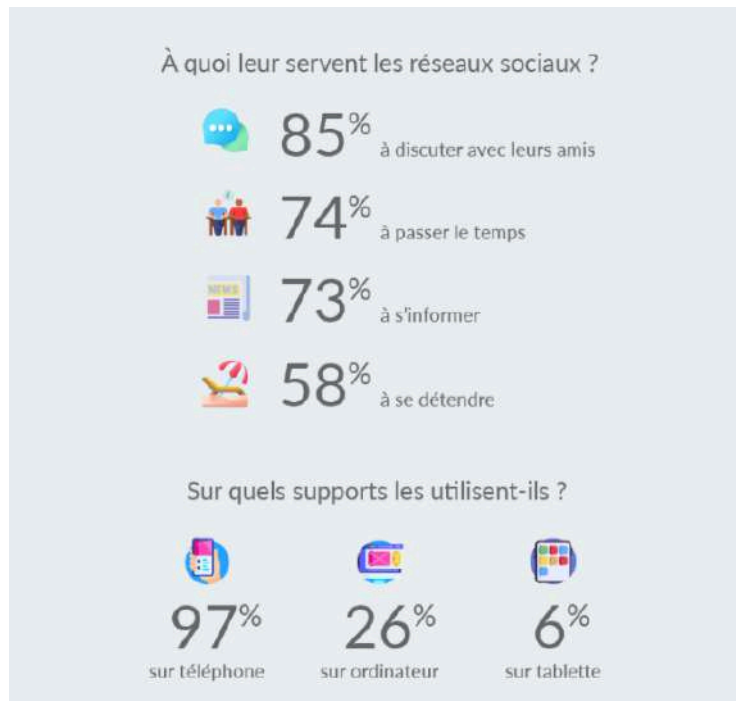 À quoi leur servent les réseaux sociaux ?
85% à discuter avec leurs amis
74% à passer le temps
NEWS
73% à s'informer
58% à se détendre
Sur quels supports les utilisent-ils ?
97% 26% 6%
sur téléphone sur ordinateur sur tablette